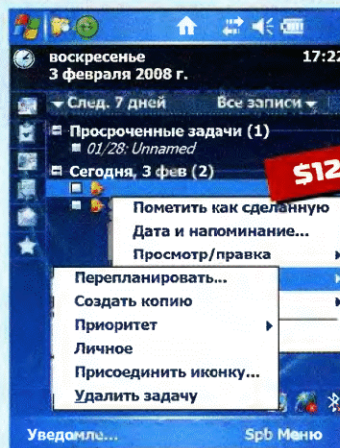 17:22
воскресенье
3 февраля 2008 г.
След. 7 дней Все записи
Просроченные задачи (1)
01/28: Unnamed
Сегодня, 3 фев (2)
$12
Пометить как сделанную
Дата и напоминание...
Просмотр/правка
Перепланировать...
Создать копию
Приоритет
Личное
Присоединить иконку...
Удалить задачу
Уведомле... Spb Меню